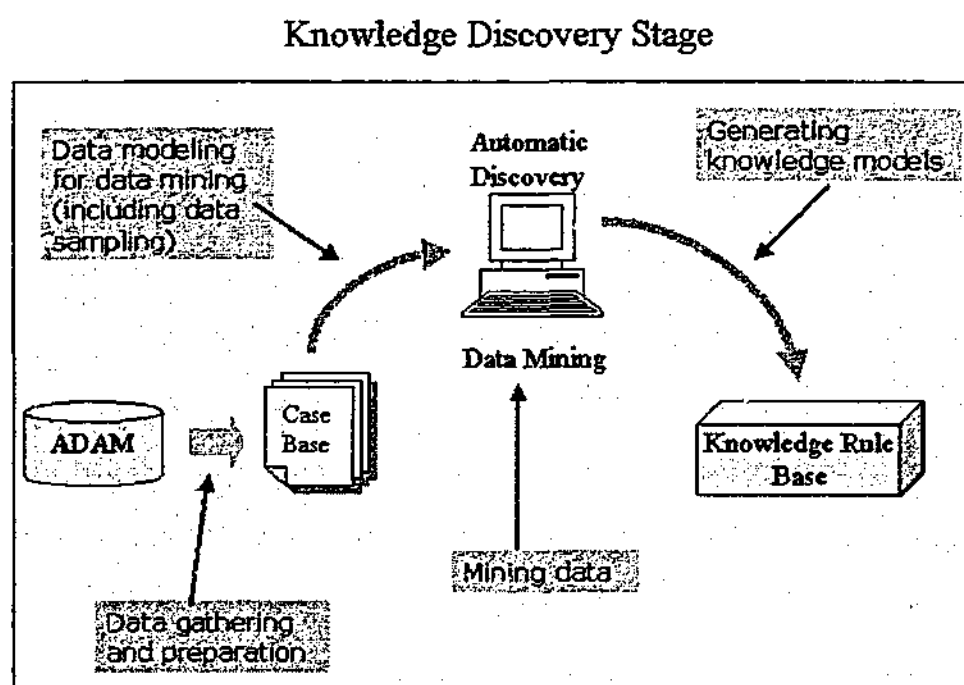 Knowledge Discovery Stage
Data modeling
for data mining
(including data
sampling)
Automatic
Discovery
Generating
knowledge models
Data Mining
ADAM
Case
Base
Knowledge Rule
Base
Mining data
Data gathering
and preparation